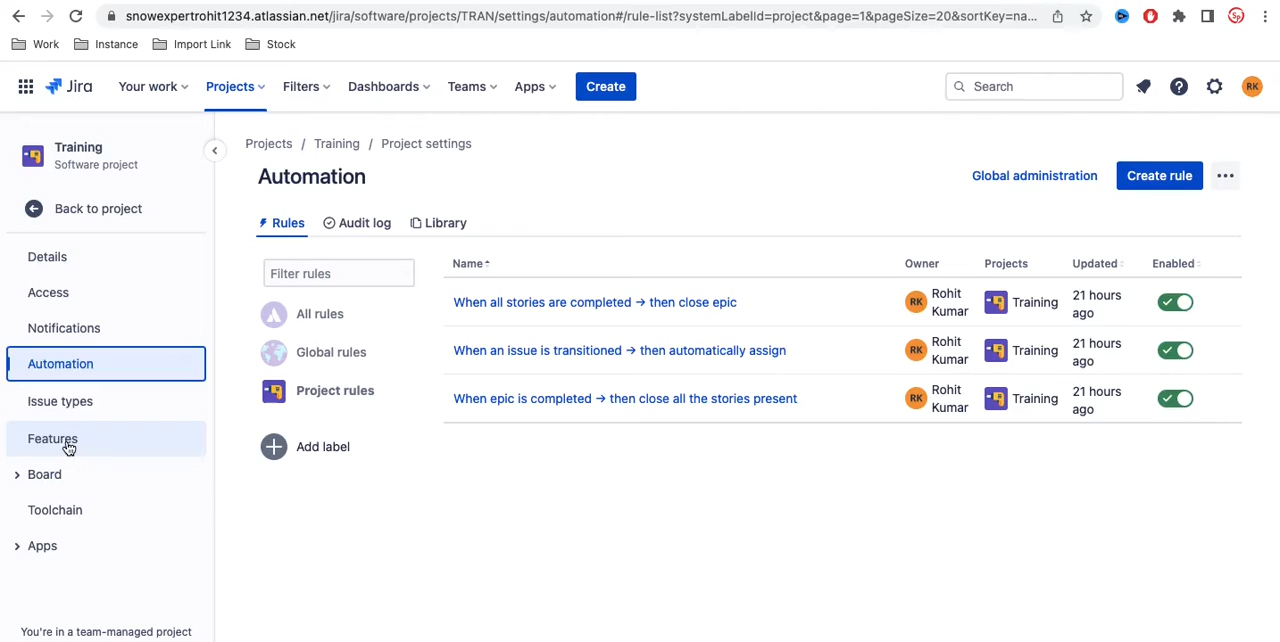 snowexpertrohit1234.atlassian.net/jira/software/projects/TRAN/settings/automation#/rule-list?systemLabelId=project&page=1&pageSize=20&sortKey=na...
Sp
Work Instance Import Link Stock
Jira Your work Projects Filters Dashboards Teams Apps Create Search RK
Training
Software project
Back to project
Details
Access
Notifications
Automation
Issue types
Features
Board
Toolchain
Apps
You're in a team-managed project
Projects / Training / Project settings
Automation
Global administration Create rule
Rules Audit log Library
Filter rules
All rules
Global rules
Project rules
Add label
Name Owner Projects Updated Enabled
When all stories are completed → then close epic RK Rohit Kumar Training 21 hours ago
When an issue is transitioned → then automatically assign RK Rohit Kumar Training 21 hours ago
When epic is completed → then close all the stories present RK Rohit Kumar Training 21 hours ago